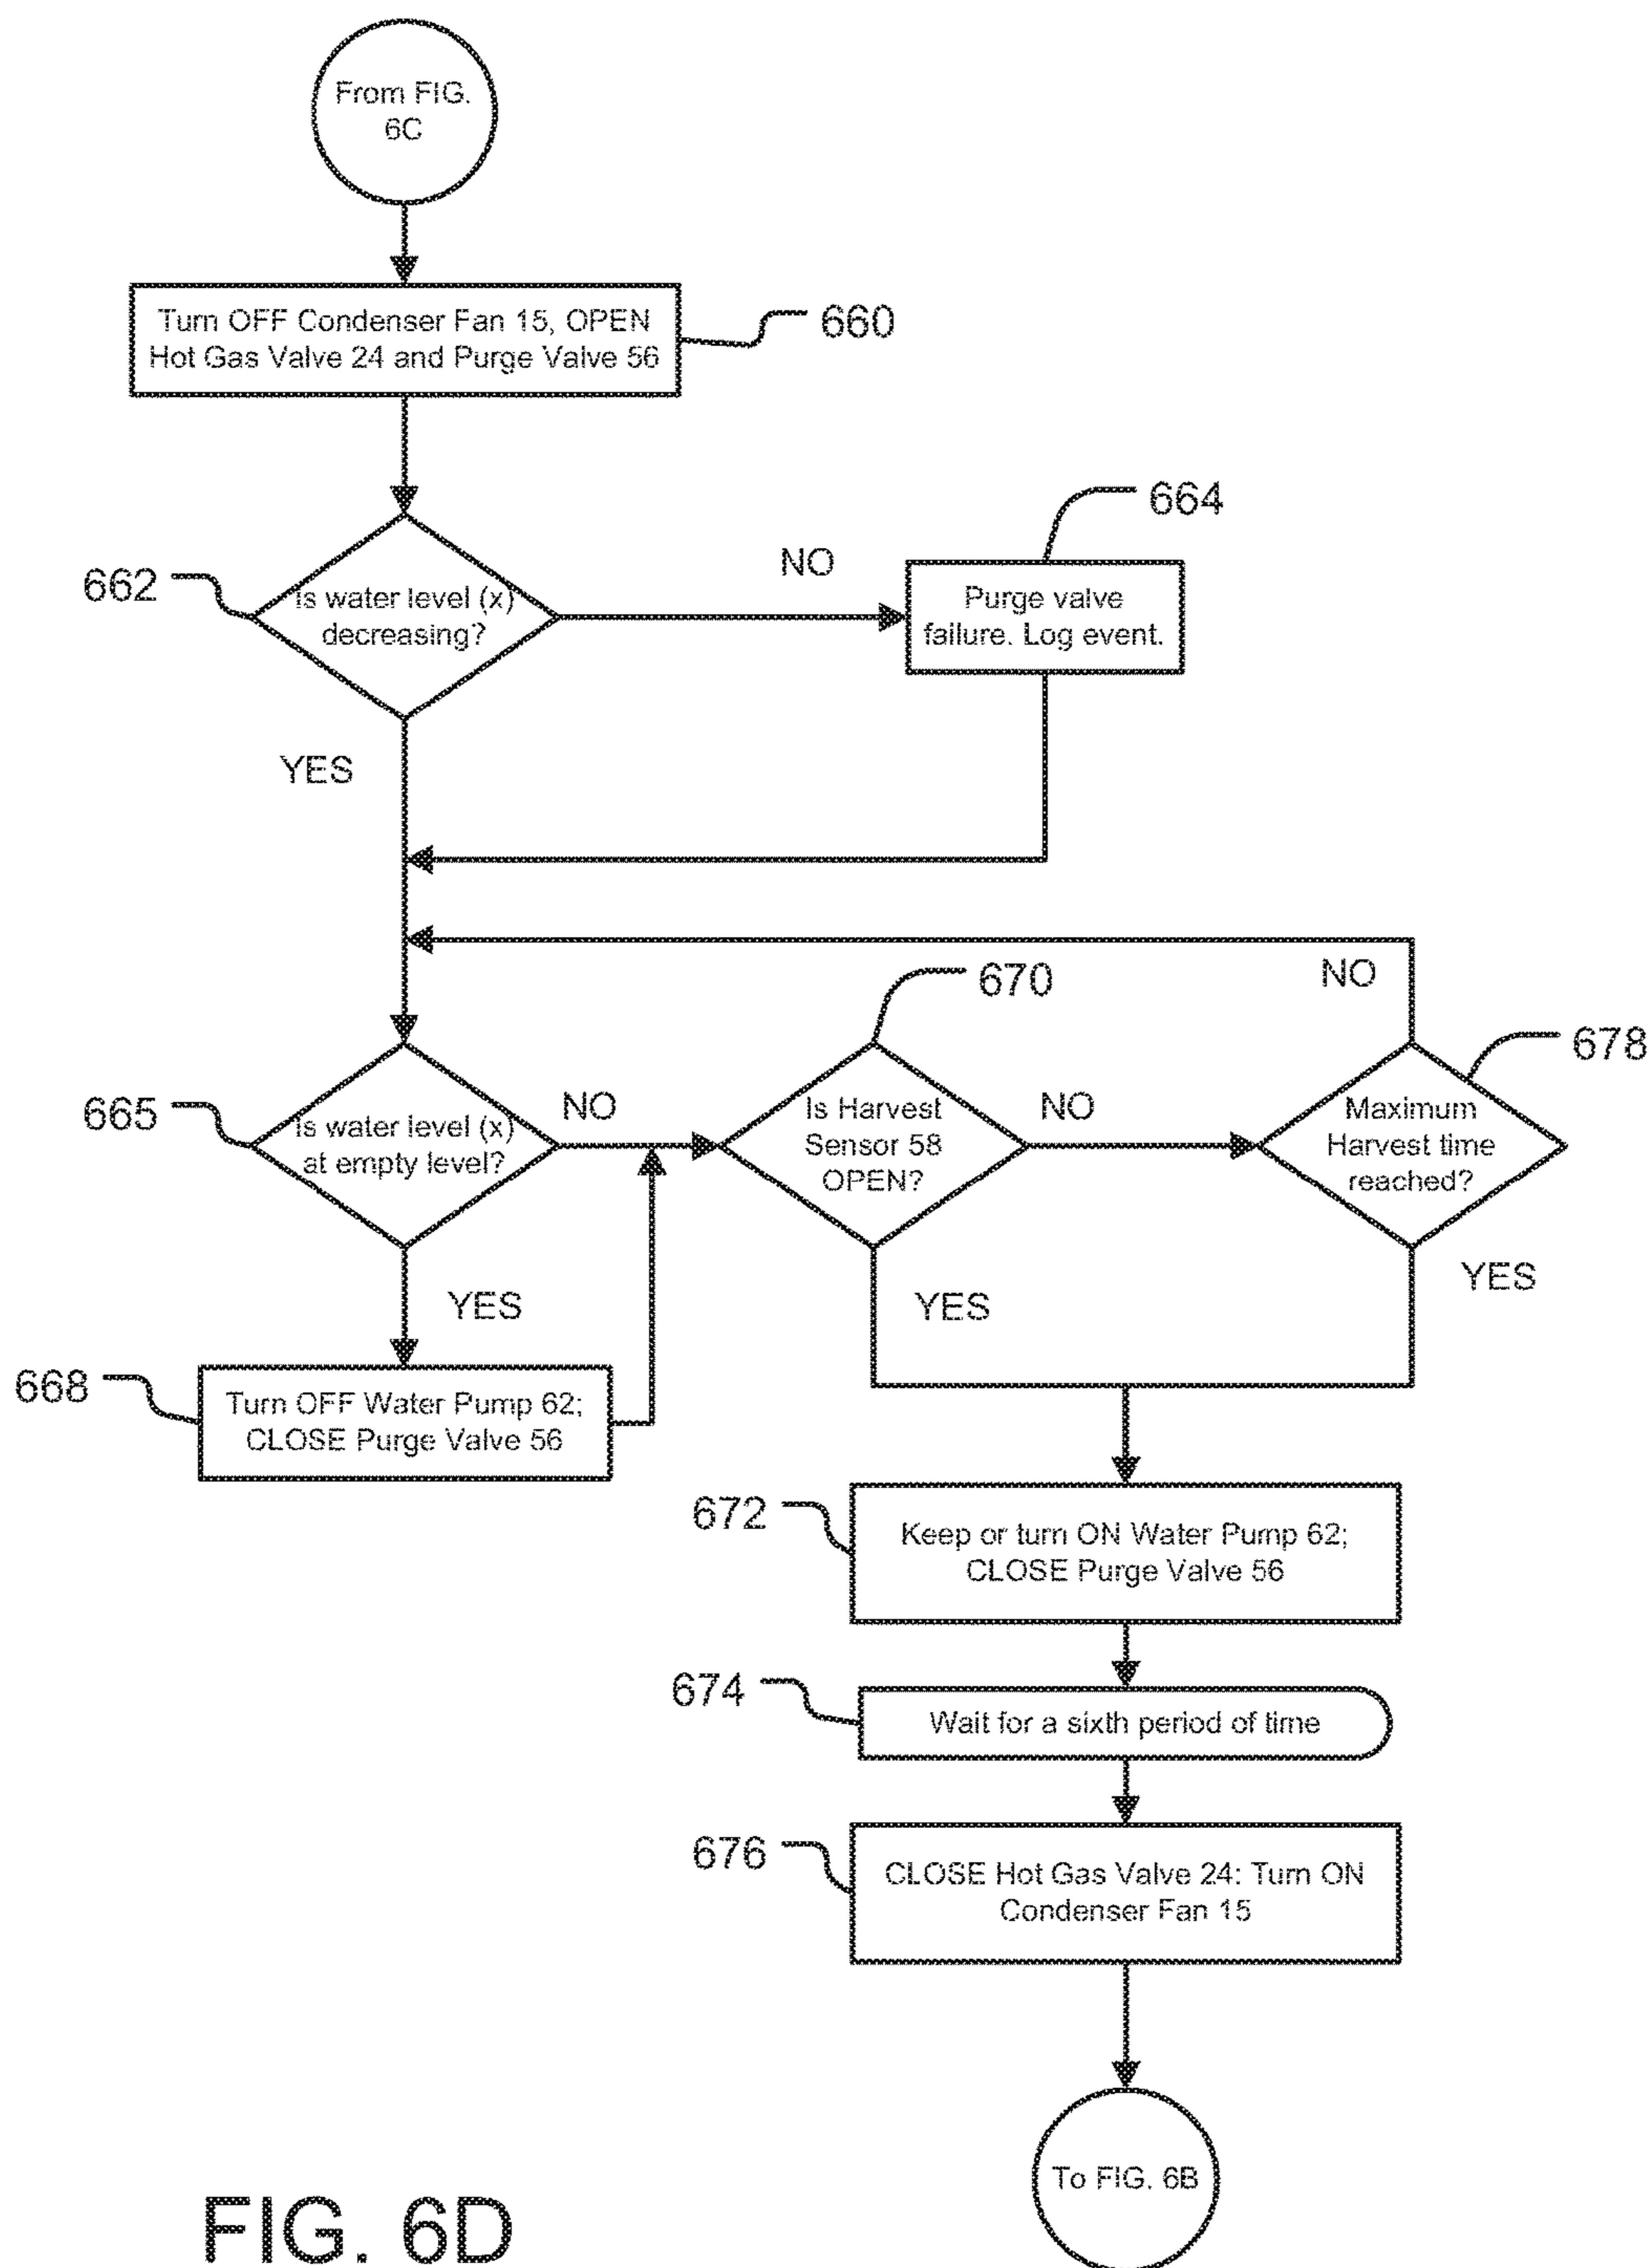 From FIG.
6C
Turn OFF Condenser Fan 15, OPEN
Hot Gas Valve 24 and Purge Valve 56
660
662
Is water level (x)
decreasing?
NO
664
Purge valve
failure. Log event.
YES
NO
665
Is water level (x)
at empty level?
NO
670
Is Harvest
Sensor 58
OPEN?
NO
678
Maximum
Harvest time
reached?
YES
YES
YES
668
Turn OFF Water Pump 62;
CLOSE Purge Valve 56
672
Keep or turn ON Water Pump 62;
CLOSE Purge Valve 56
674
Wait for a sixth period of time
676
CLOSE Hot Gas Valve 24: Turn ON
Condenser Fan 15
To FIG. 6B
FIG. 6D